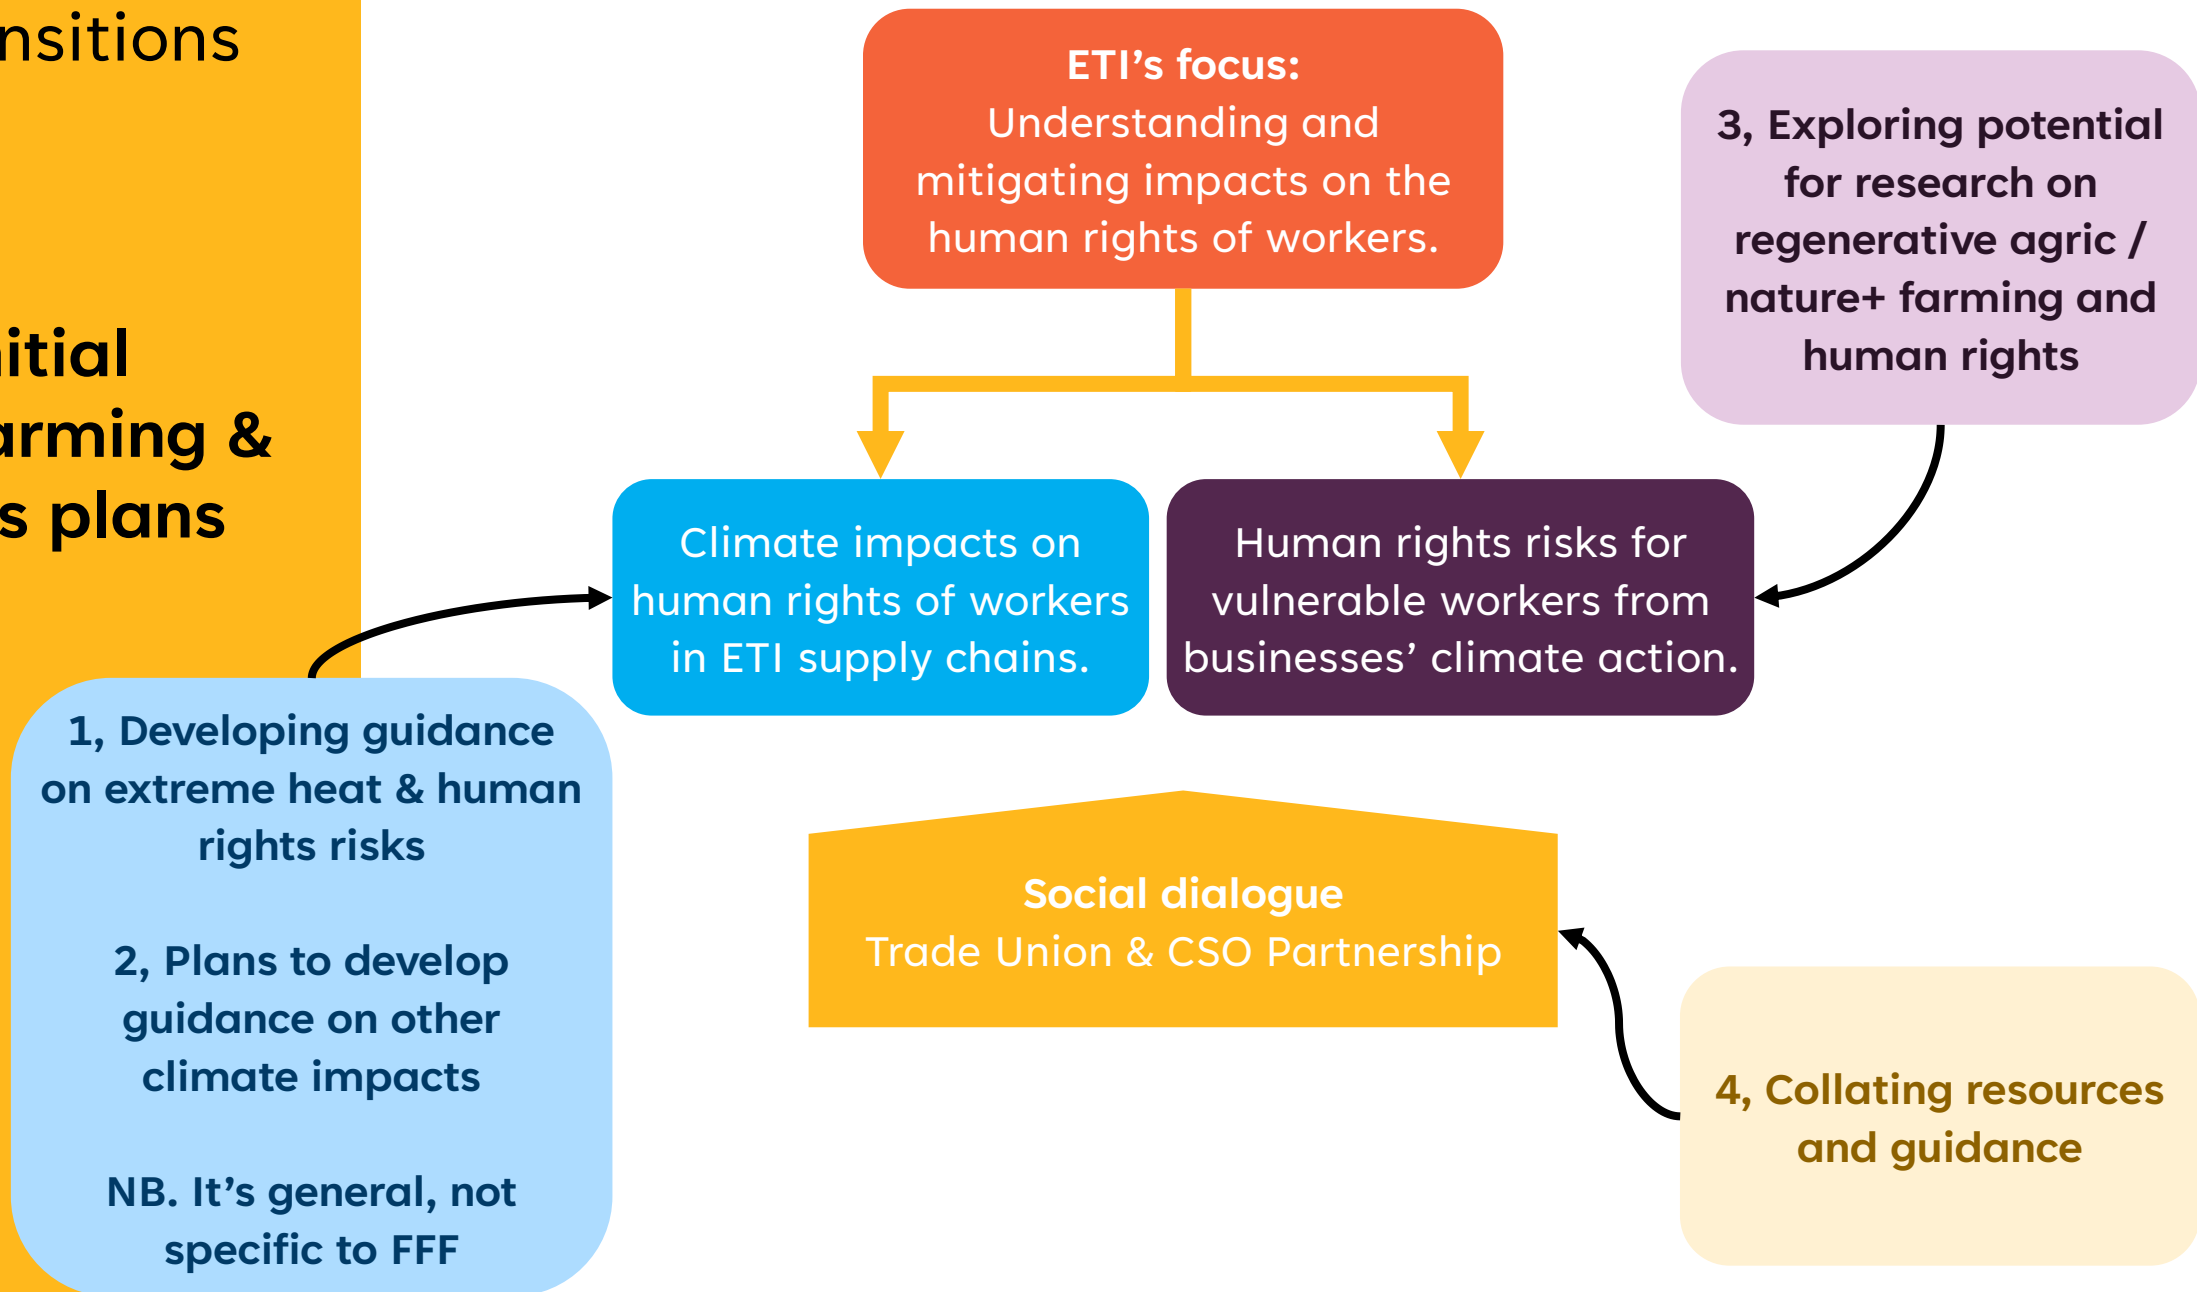 nsitions
itial
arming &
s plans
ETI’s focus:
Understanding and
mitigating impacts on the
human rights of workers.
3, Exploring potential
for research on
regenerative agric /
nature+ farming and
human rights
Climate impacts on
human rights of workers
in ETI supply chains.
Human rights risks for
vulnerable workers from
businesses’ climate action.
1, Developing guidance
on extreme heat & human
rights risks
2, Plans to develop
guidance on other
climate impacts
NB. It’s general, not
specific to FFF
Social dialogue
Trade Union & CSO Partnership
4, Collating resources
and guidance